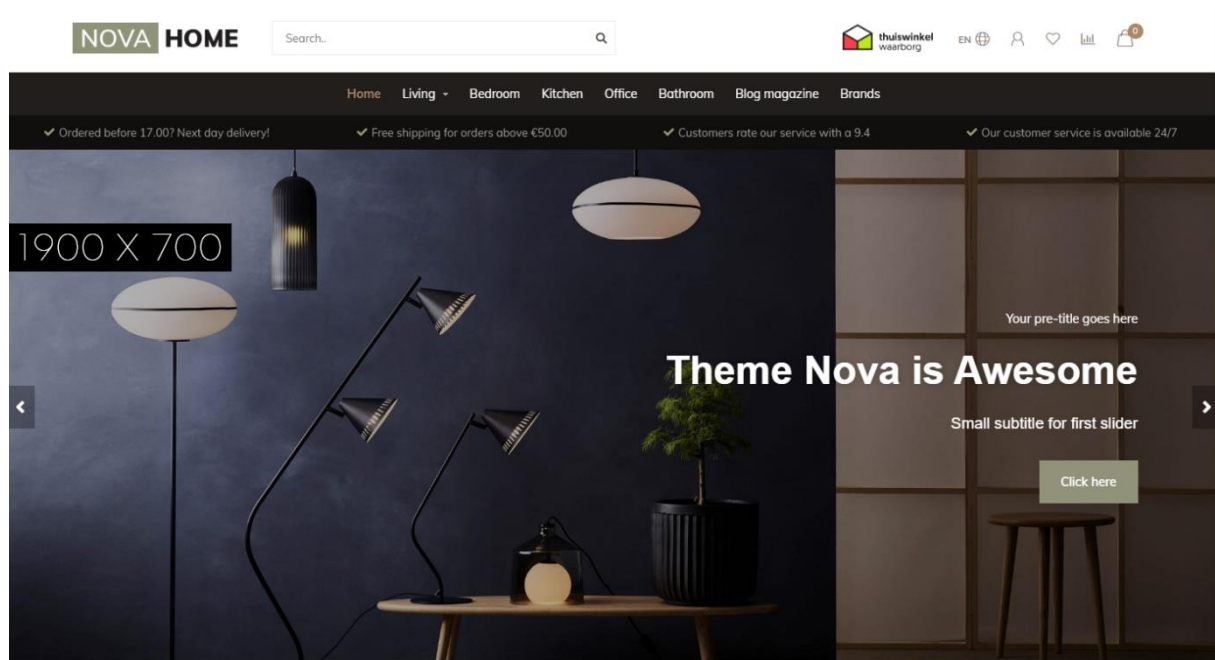 NOVA HOME
Search..
thuiswinkel
waarborg
EN
0
Home Living Bedroom Kitchen Office Bathroom Blog magazine Brands
Ordered before 17.00? Next day delivery! Free shipping for orders above €50.00 Customers rate our service with a 9.4 Our customer service is available 24/7
1900 X 700
Your pre-title goes here
Theme Nova is Awesome
Small subtitle for first slider
Click here